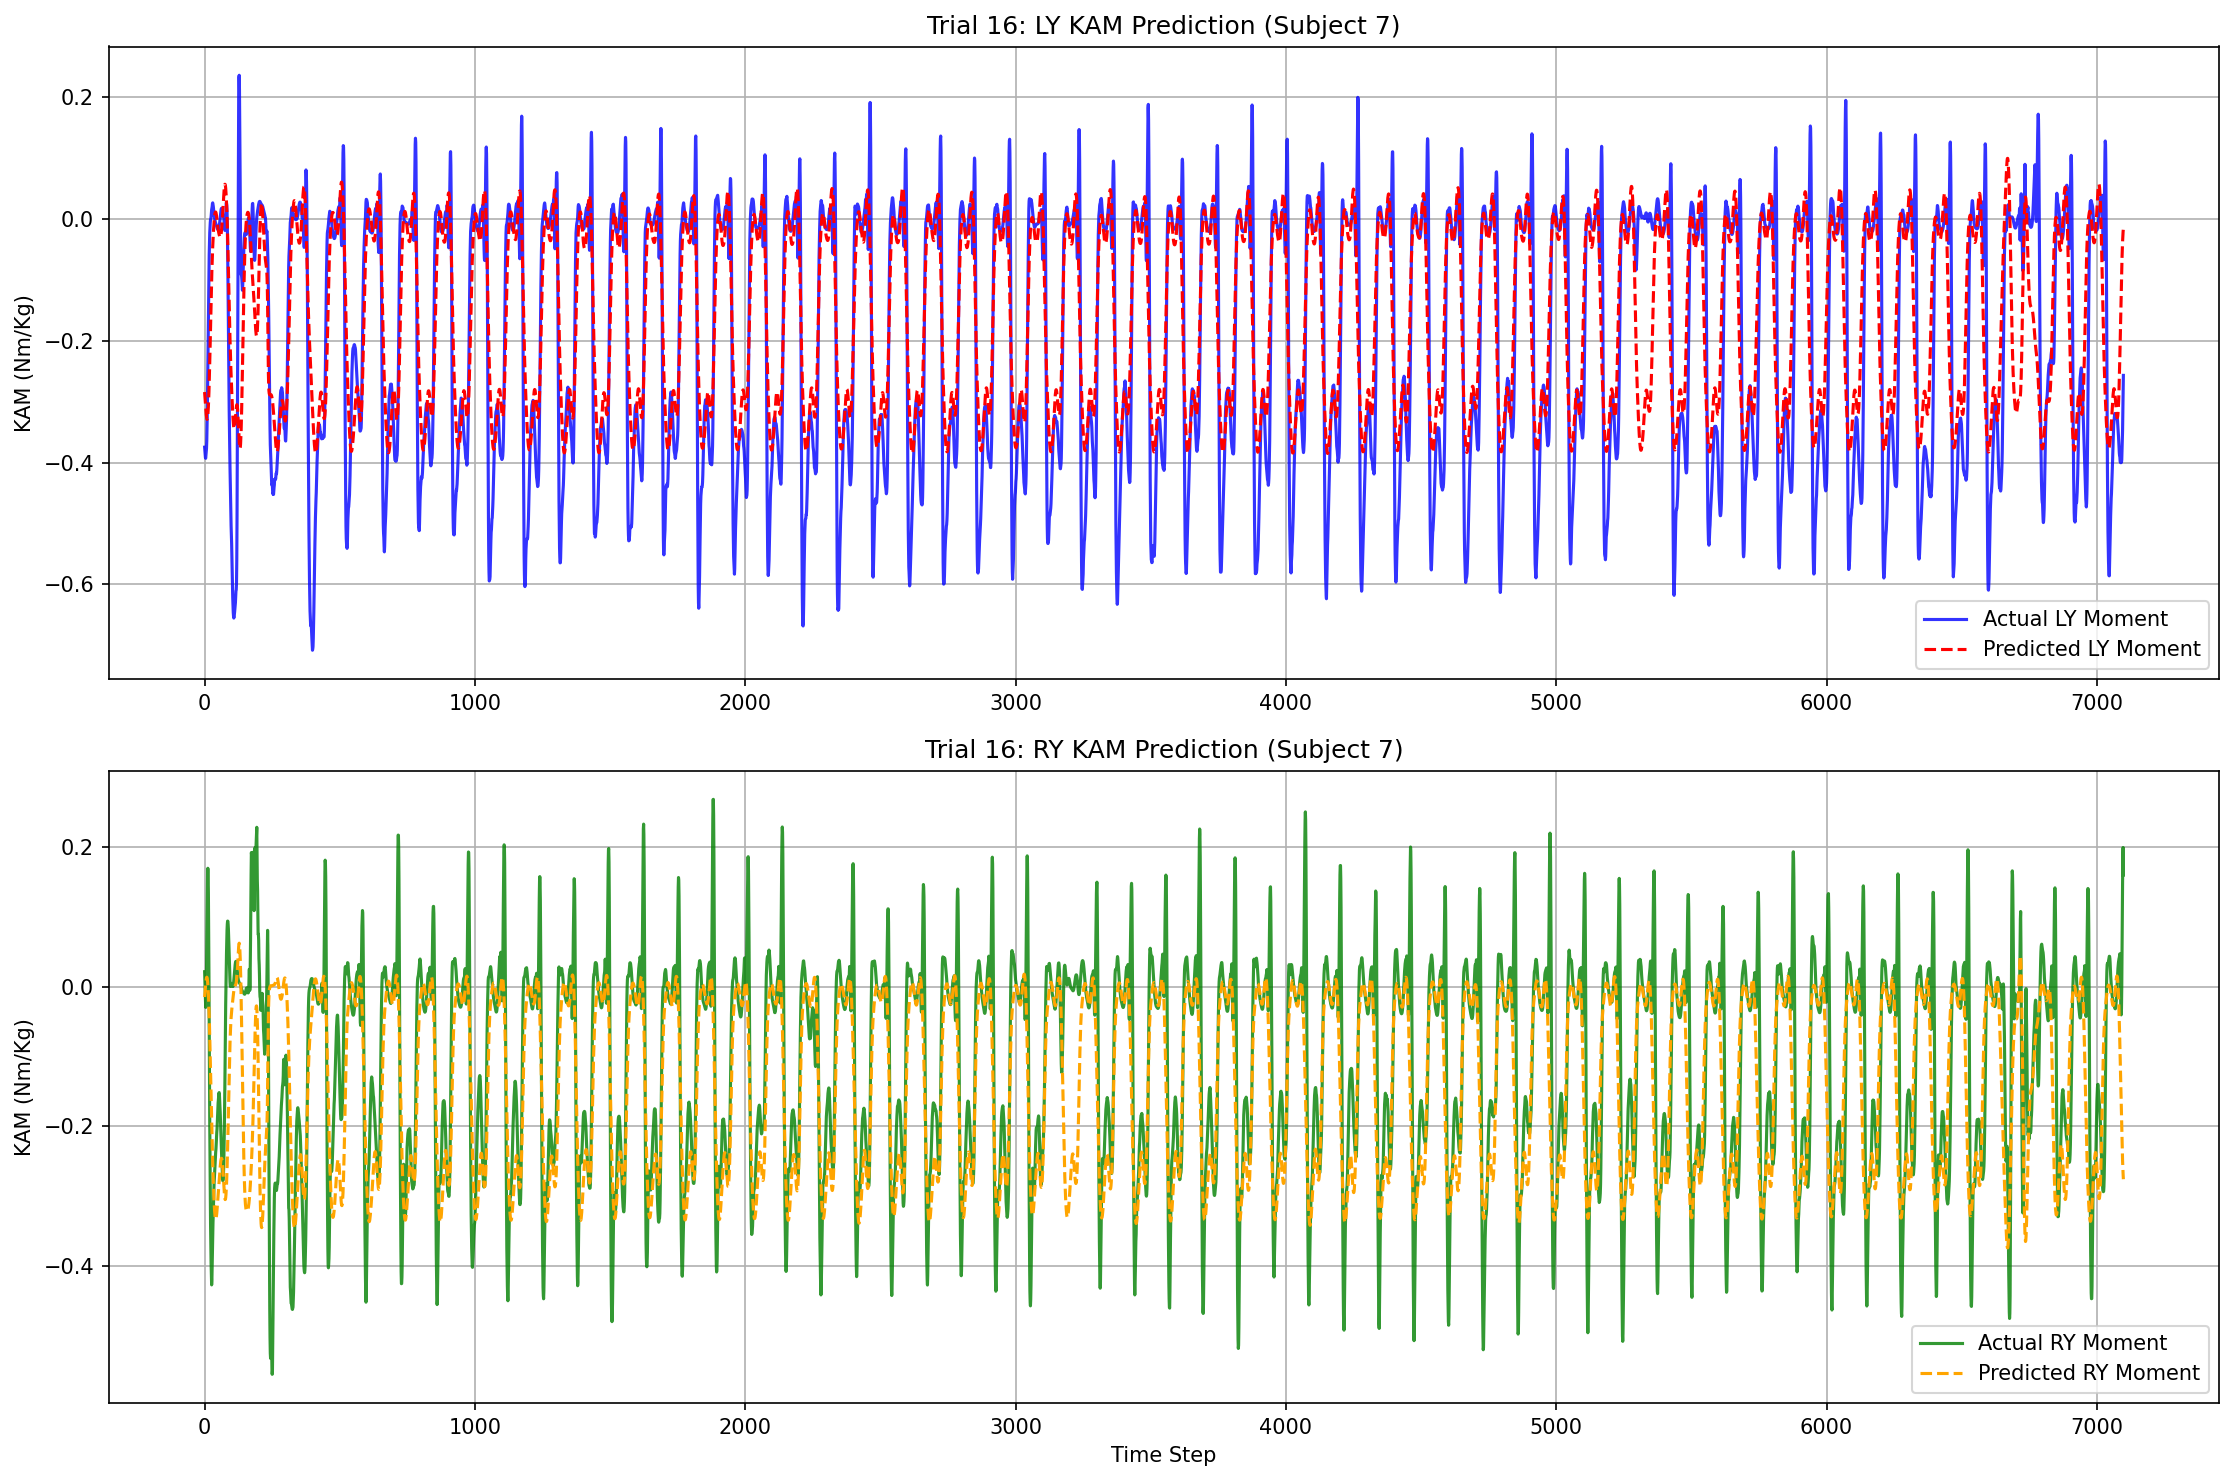 Trial 16: LY KAM Prediction (Subject 7)
KAM (Nm/Kg)
0.2
0.0
−0.2
−0.4
−0.6
Actual LY Moment
Predicted LY Moment
0 1000 2000 3000 4000 5000 6000 7000
Trial 16: RY KAM Prediction (Subject 7)
KAM (Nm/Kg)
0.2
0.0
−0.2
−0.4
Actual RY Moment
Predicted RY Moment
0 1000 2000 3000 4000 5000 6000 7000
Time Step